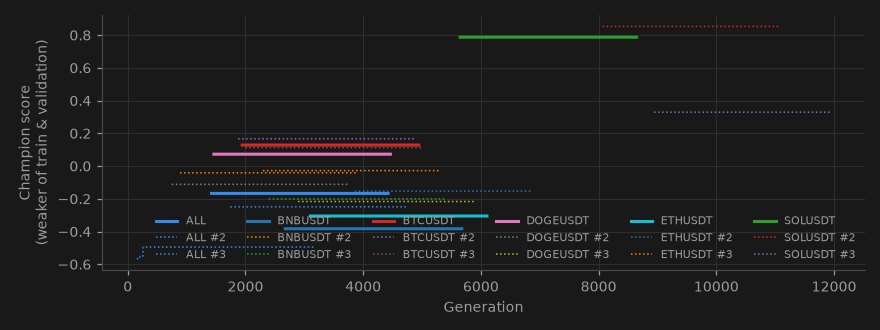 Champion score
(weaker of train & validation)
0.8
0.6
0.4
0.2
0.0
−0.2
−0.4
−0.6
ALL BNBUSDT BTCUSDT DOGEUSDT ETHUSDT SOLUSDT
ALL #2 BNBUSDT #2 BTCUSDT #2 DOGEUSDT #2 ETHUSDT #2 SOLUSDT #2
ALL #3 BNBUSDT #3 BTCUSDT #3 DOGEUSDT #3 ETHUSDT #3 SOLUSDT #3
0 2000 4000 6000 8000 10000 12000
Generation